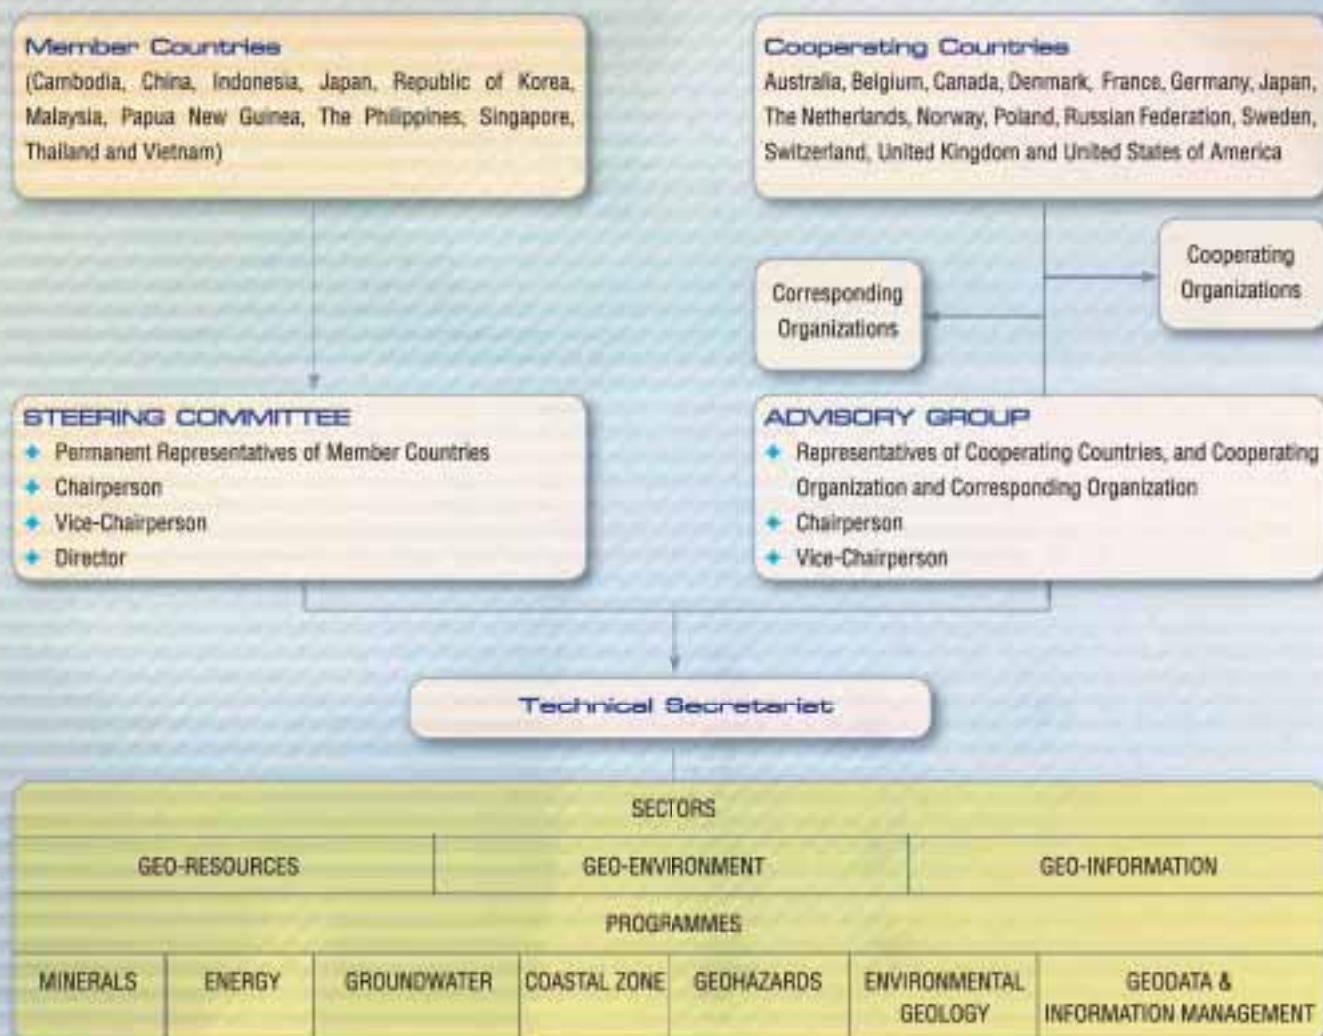 Member Countries
(Cambodia, China, Indonesia, Japan, Republic of Korea,
Malaysia, Papua New Guinea, The Philippines, Singapore,
Thailand and Vietnam)
Cooperating Countries
Australia, Belgium, Canada, Denmark, France, Germany, Japan,
The Netherlands, Norway, Poland, Russian Federation, Sweden,
Switzerland, United Kingdom and United States of America
Cooperating
Organizations
Corresponding
Organizations
STEERING COMMITTEE
Permanent Representatives of Member Countries
Chairperson
Vice-Chairperson
Director
ADVISORY GROUP
Representatives of Cooperating Countries, and Cooperating
Organization and Corresponding Organization
Chairperson
Vice-Chairperson
Technical Secretariat
SECTORS
GEO-RESOURCES GEO-ENVIRONMENT GEO-INFORMATION
PROGRAMMES
MINERALS ENERGY GROUNDWATER COASTAL ZONE GEOHAZARDS ENVIRONMENTAL GEODATA &
GEOLOGY INFORMATION MANAGEMENT